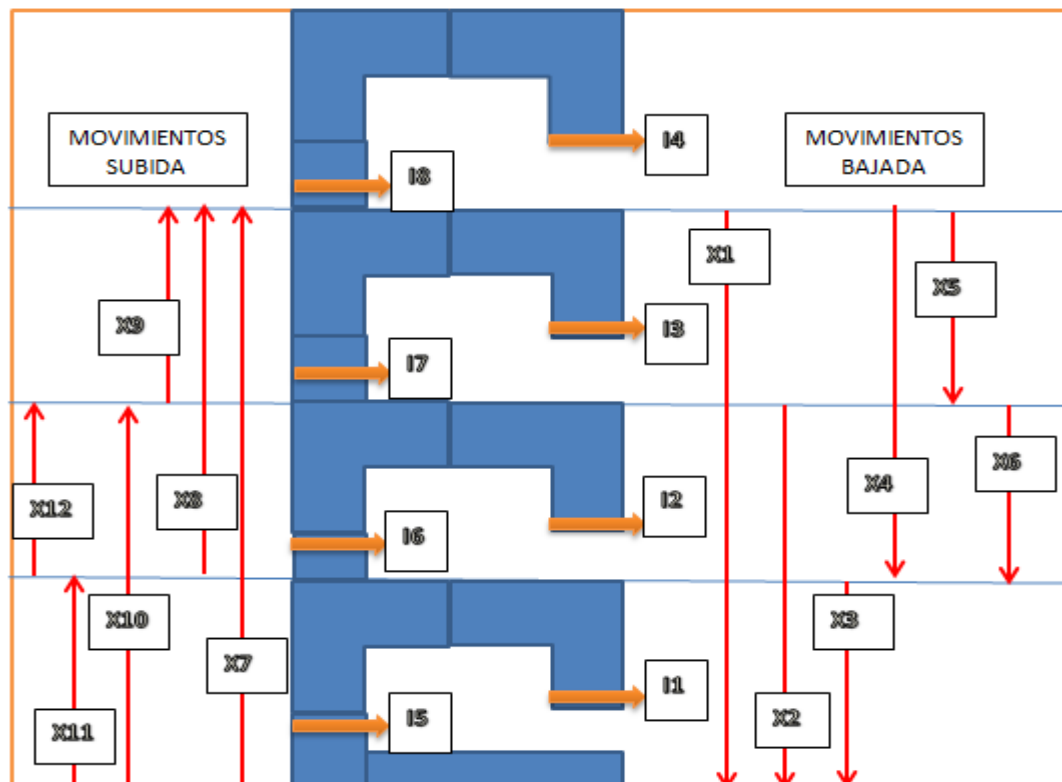 MOVIMIENTOS
SUBIDA
I8
I4
MOVIMIENTOS
BAJADA
X1
X5
X9
I7
I3
X12
X8
I6
I2
X4
X6
X10
X7
X3
X11
I5
I1
X2